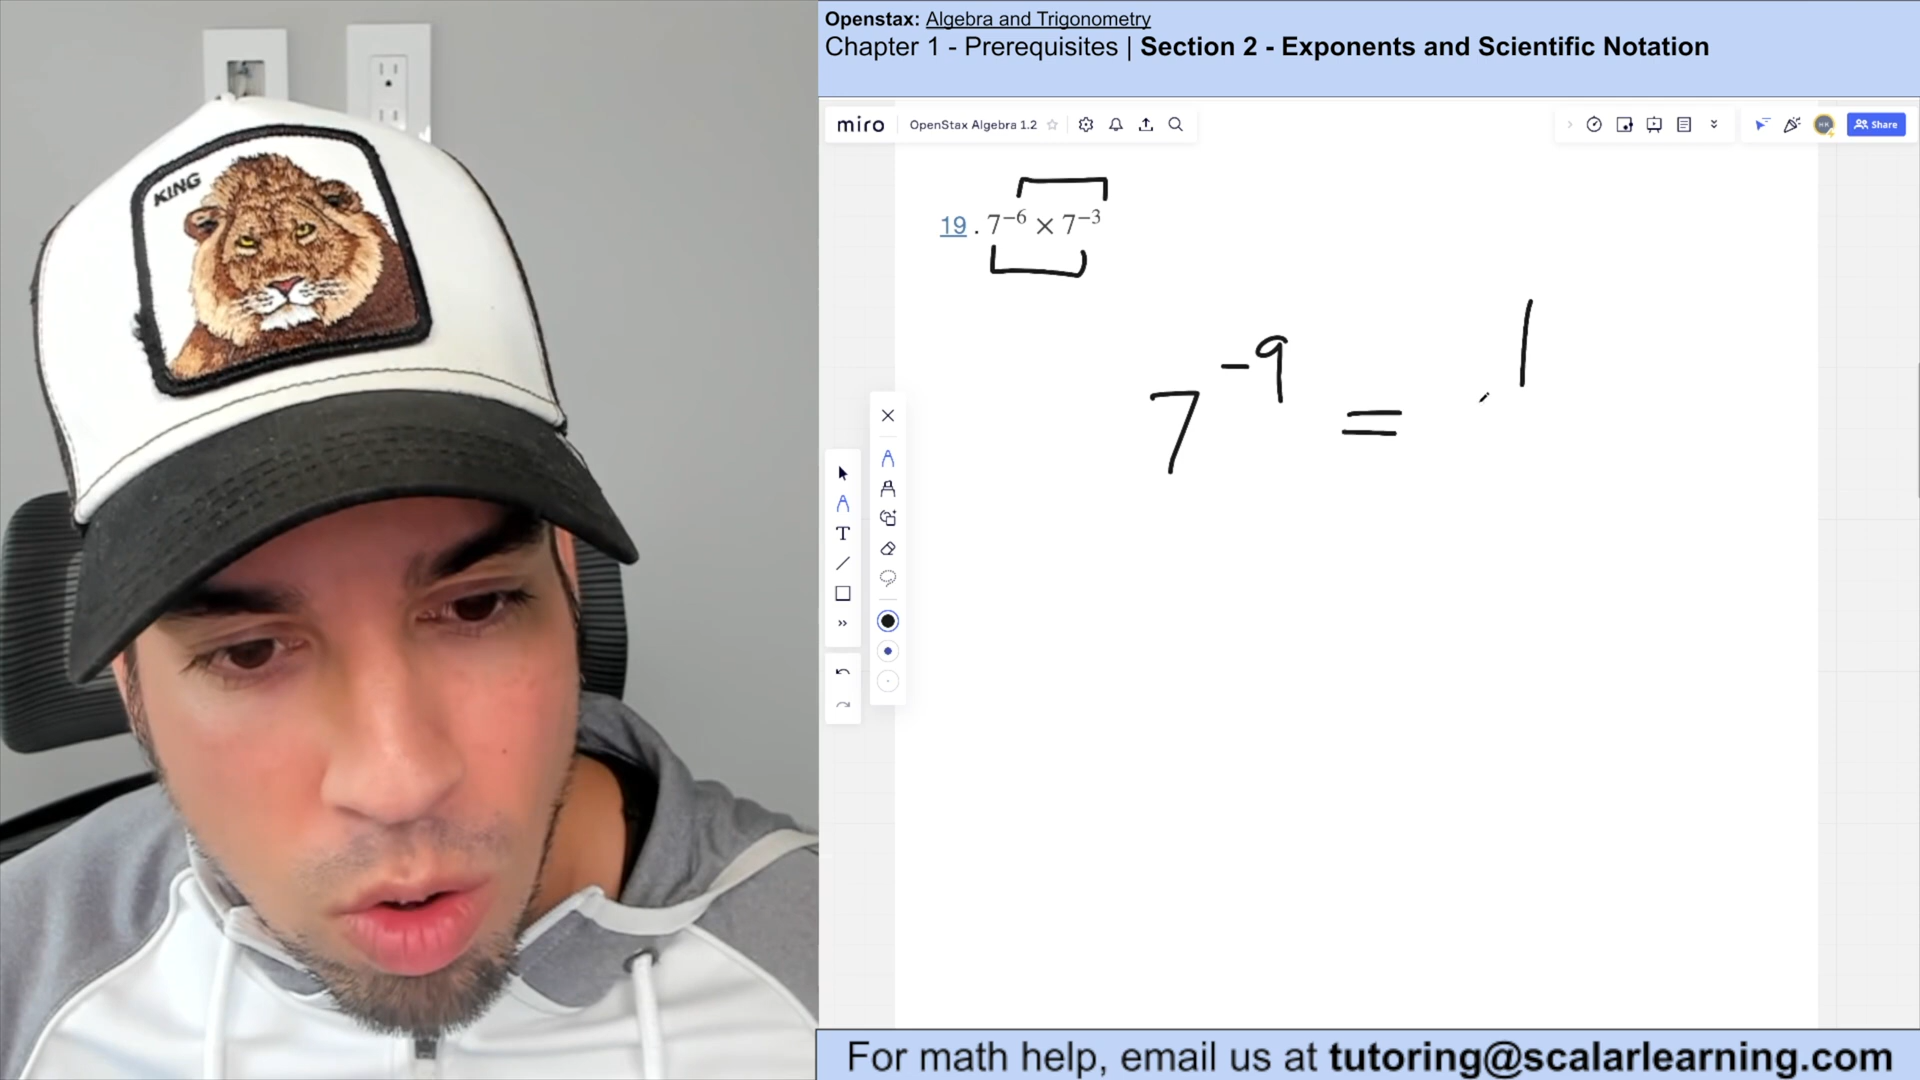 KING
Openstax: Algebra and Trigonometry
Chapter 1 - Prerequisites | Section 2 - Exponents and Scientific Notation
miro OpenStax Algebra 1.2 Share
19. 7⁻⁶ × 7⁻³
7⁻⁹ = 1
T
For math help, email us at tutoring@scalarlearning.com